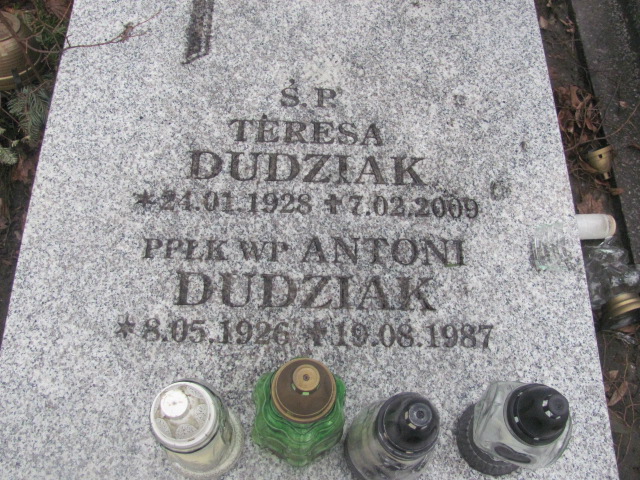 Ś.P.
TERESA
DUDZIAK
*24.01.1928 ✝7.02.2009
PPŁK WP ANTONI
DUDZIAK
*8.05.1926 ✝19.08.1987